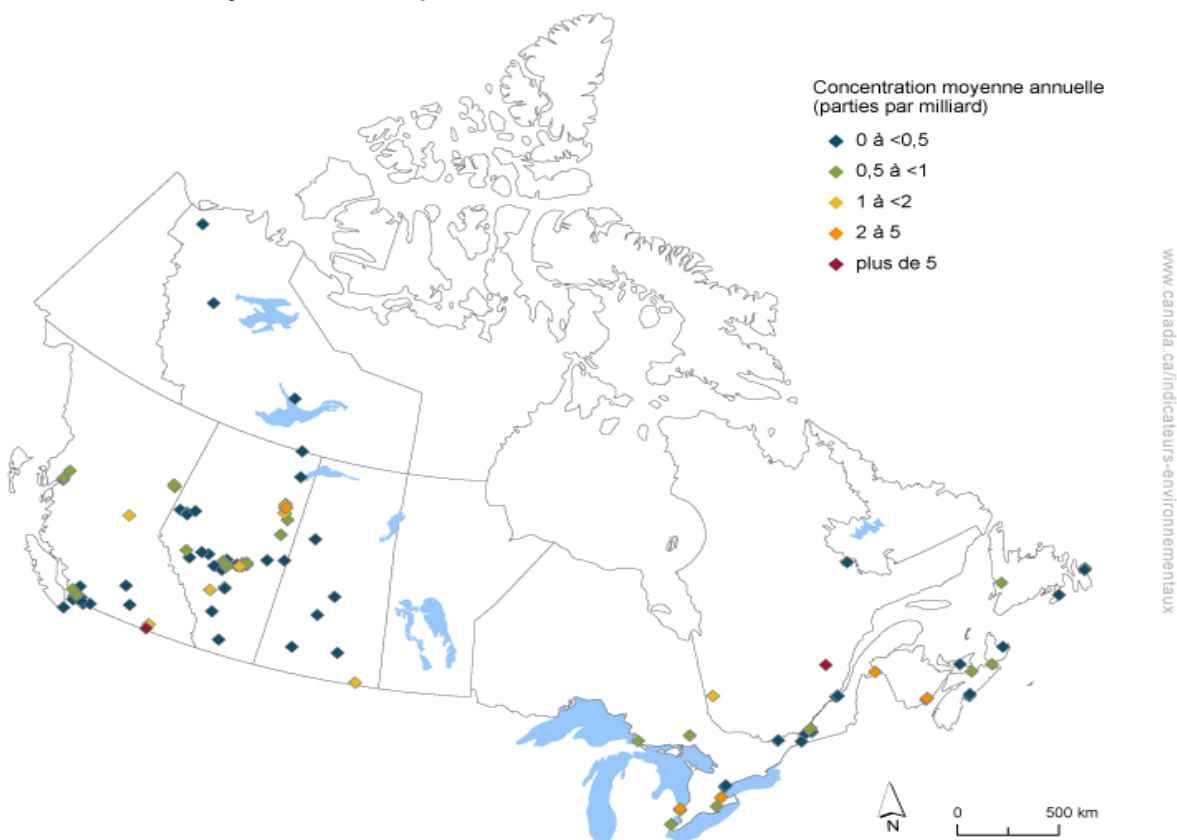 Concentration moyenne annuelle
(parties par milliard)
0 à <0,5
0,5 à <1
1 à <2
2 à 5
plus de 5
www.canada.ca/indicateurs-environnementaux
N
0 500 km